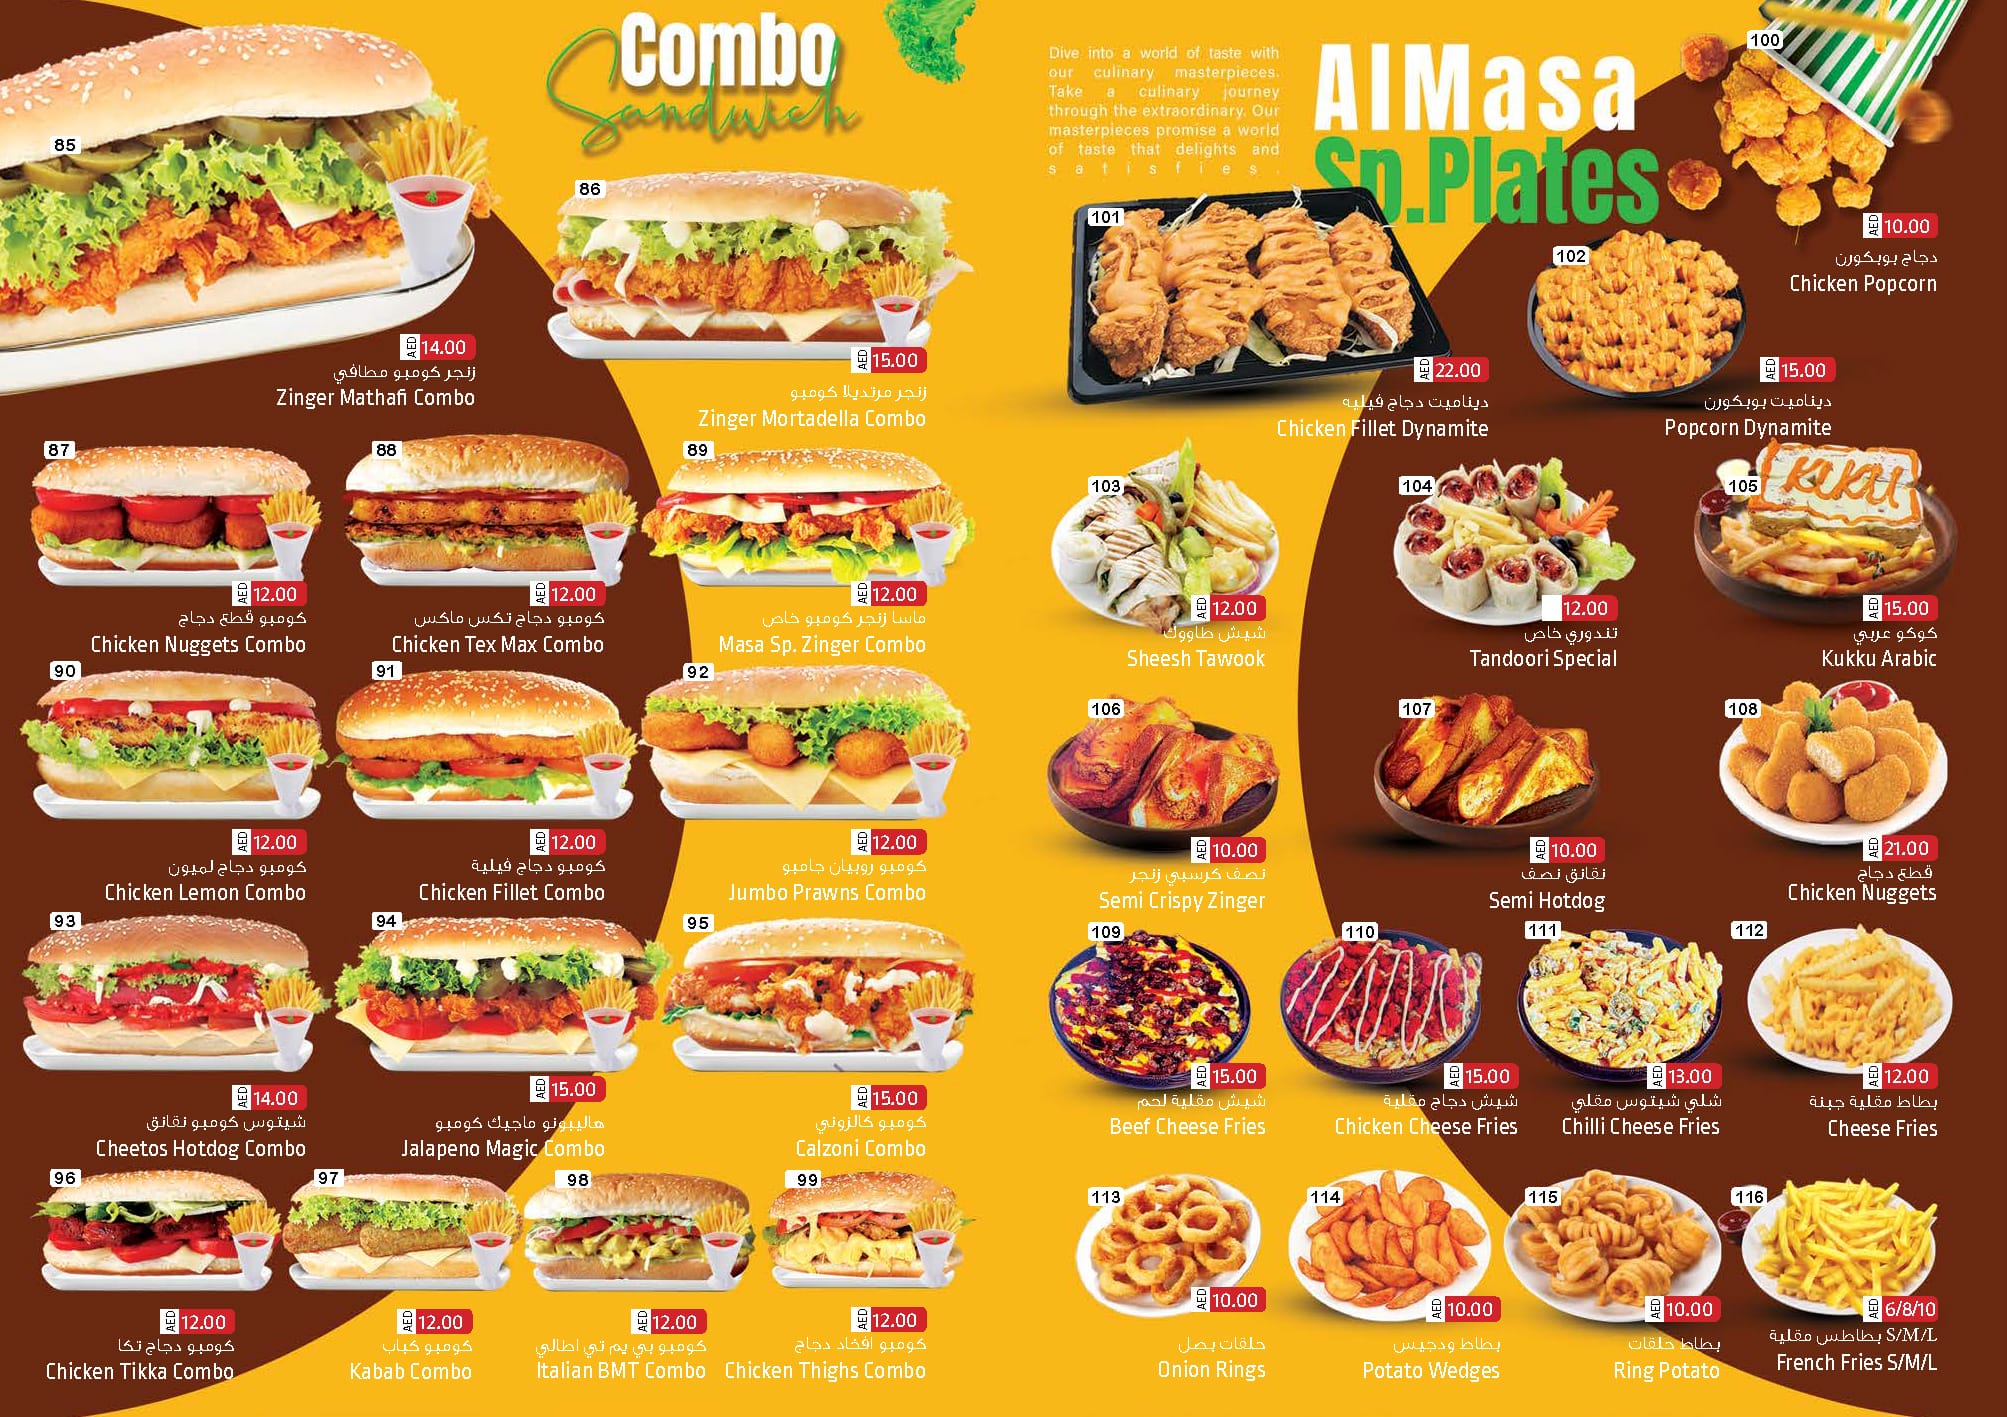 Combo
Sandwich
85
AED 14.00
زنجر كومبو مطافي
Zinger Mathafi Combo
86
AED 15.00
زنجر مرتديلا كومبو
Zinger Mortadella Combo
87
AED 12.00
كومبو قطع دجاج
Chicken Nuggets Combo
88
AED 12.00
كومبو دجاج تكس ماكس
Chicken Tex Max Combo
89
AED 12.00
ماسا زنجر كومبو خاص
Masa Sp. Zinger Combo
90
AED 12.00
كومبو دجاج لميون
Chicken Lemon Combo
91
AED 12.00
كومبو دجاج فيلية
Chicken Fillet Combo
92
AED 12.00
كومبو روبيان جامبو
Jumbo Prawns Combo
93
AED 14.00
شيتوس كومبو نقانق
Cheetos Hotdog Combo
94
AED 15.00
هاليبونو ماجيك كومبو
Jalapeno Magic Combo
95
AED 15.00
كومبو كالزوني
Calzoni Combo
96
AED 12.00
كومبو دجاج تكا
Chicken Tikka Combo
97
AED 12.00
كومبو كباب
Kabab Combo
98
AED 12.00
كومبو بي يم تي اطالي
Italian BMT Combo
99
AED 12.00
كومبو افخاد دجاج
Chicken Thighs Combo
Dive into a world of taste with
our culinary masterpieces.
Take a culinary journey
through the extraordinary. Our
masterpieces promise a world
of taste that delights and
satisfies.
AlMasa
Sp.Plates
100
AED 10.00
دجاج بوبكورن
Chicken Popcorn
101
AED 22.00
ديناميت دجاج فيليه
Chicken Fillet Dynamite
102
AED 15.00
ديناميت بوبكورن
Popcorn Dynamite
103
AED 12.00
شيش طاووك
Sheesh Tawook
104
12.00
تندوري خاص
Tandoori Special
105
KUKU
AED 15.00
كوكو عربي
Kukku Arabic
106
AED 10.00
نصف كرسبي زنجر
Semi Crispy Zinger
107
AED 10.00
نقانق نصف
Semi Hotdog
108
AED 21.00
قطع دجاج
Chicken Nuggets
109
AED 15.00
شيش مقلية لحم
Beef Cheese Fries
110
AED 15.00
شيش دجاج مقلية
Chicken Cheese Fries
111
AED 13.00
شلي شيتوس مقلي
Chilli Cheese Fries
112
AED 12.00
بطاط مقلية جبنة
Cheese Fries
113
AED 10.00
حلقات بصل
Onion Rings
114
AED 10.00
بطاط ودجيس
Potato Wedges
115
AED 10.00
بطاط حلقات
Ring Potato
116
AED 6/8/10
بطاطس مقلية S/M/L
French Fries S/M/L